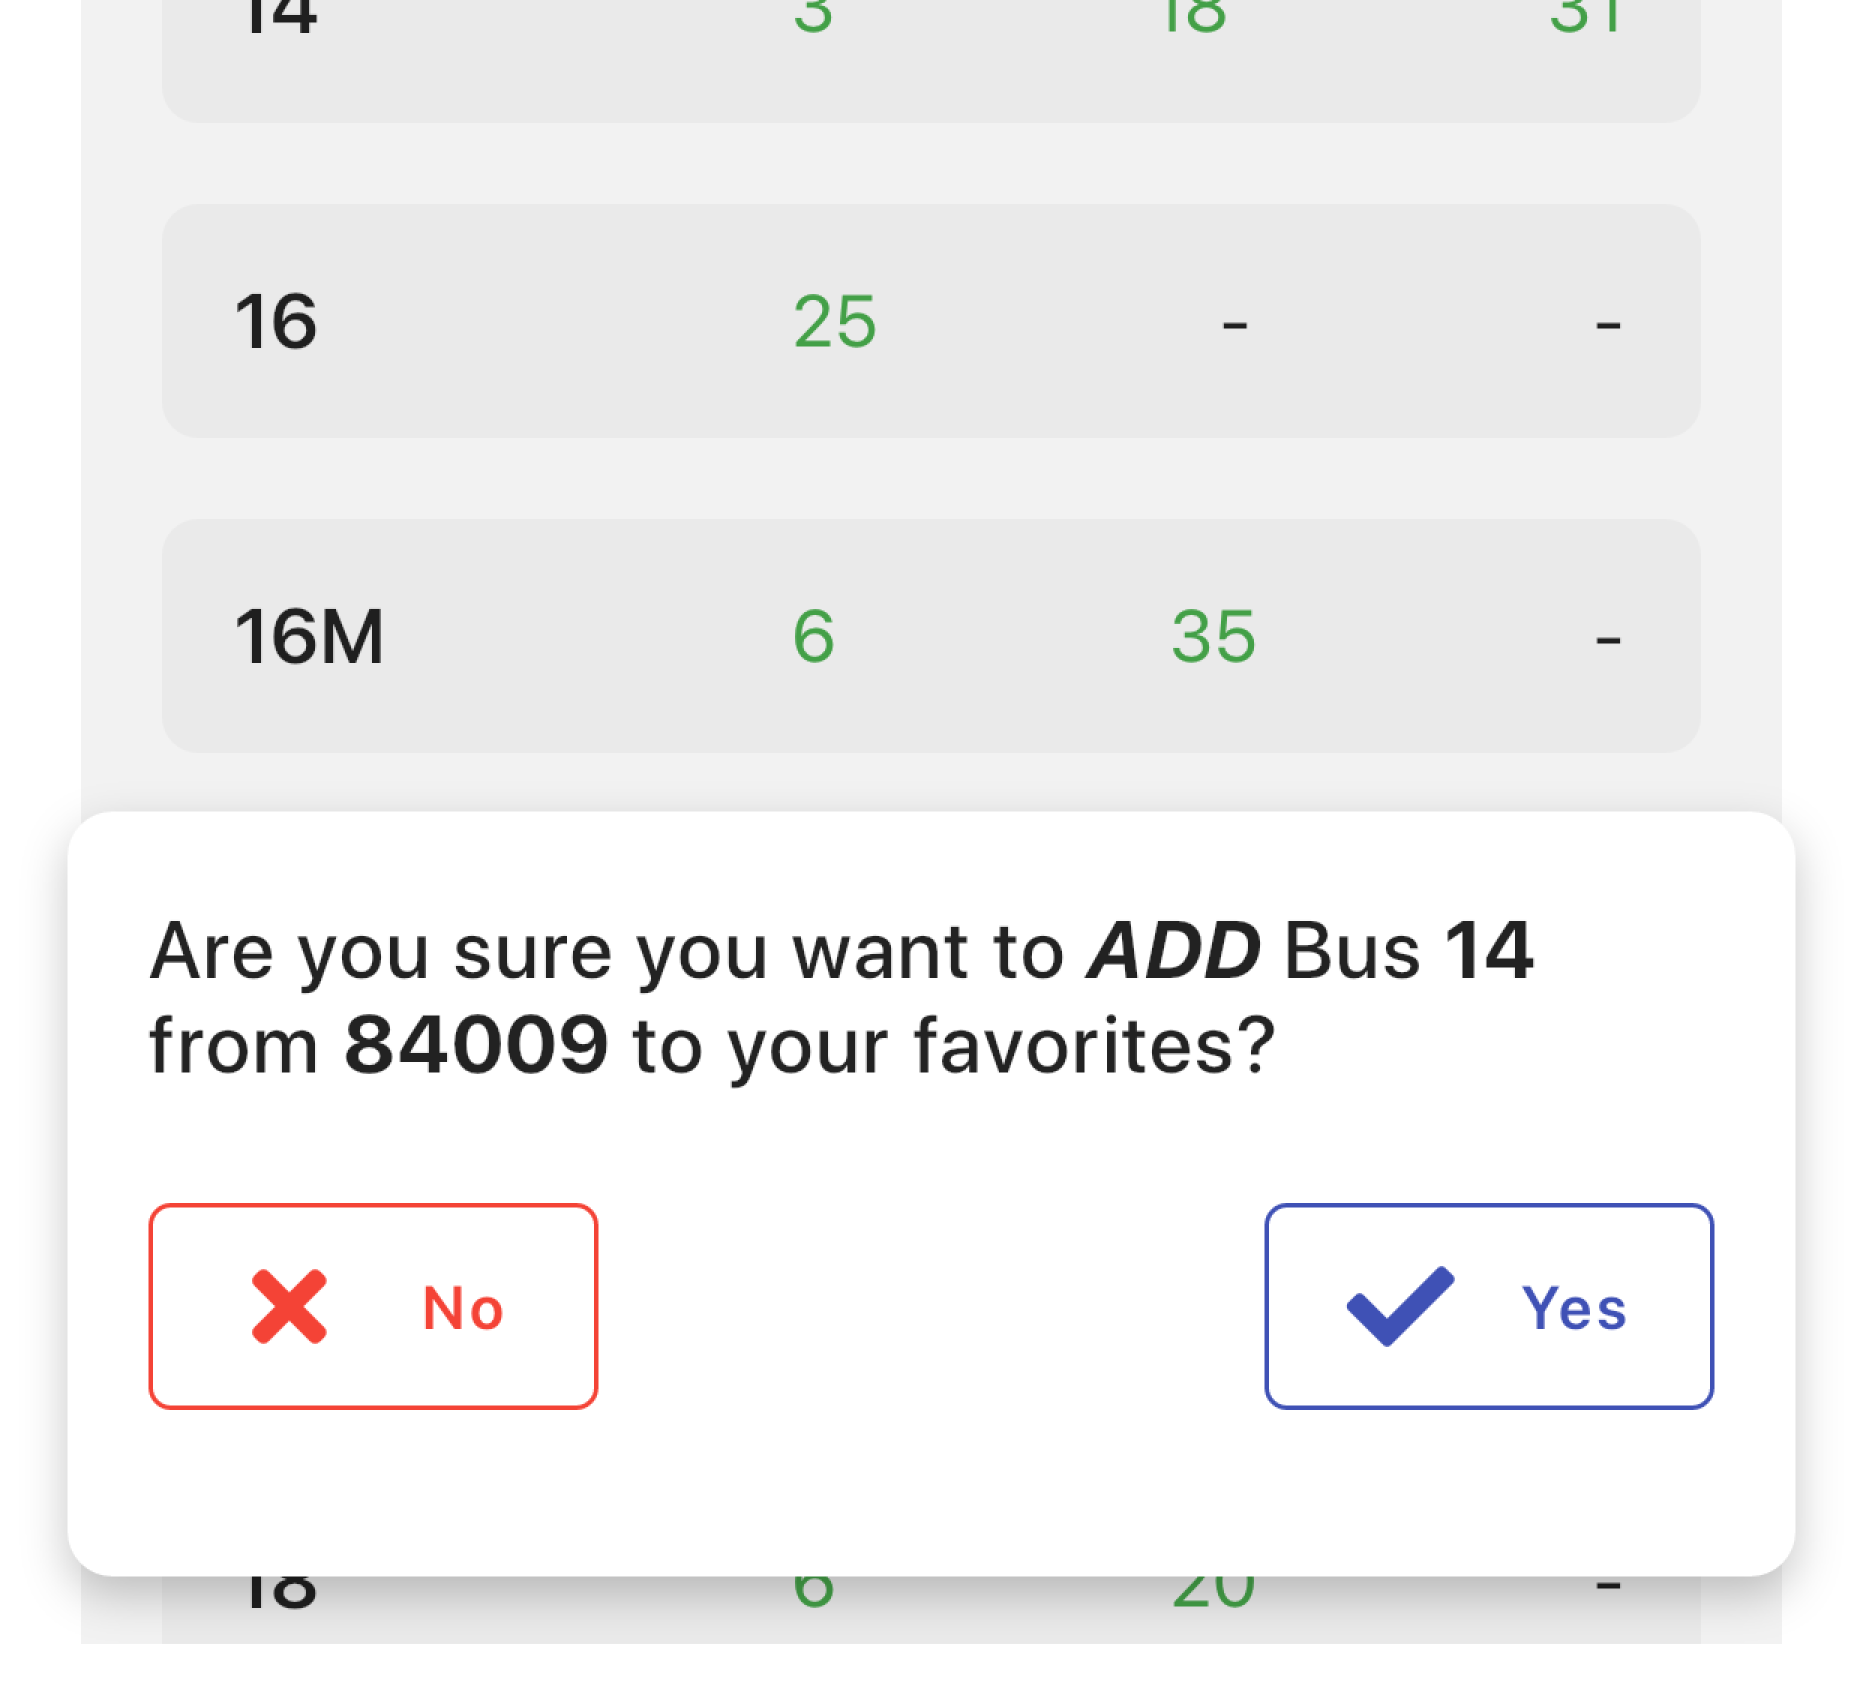 14 3 18 31
16 25 - -
16M 6 35 -
Are you sure you want to ADD Bus 14
from 84009 to your favorites?
No Yes
18 6 20 -